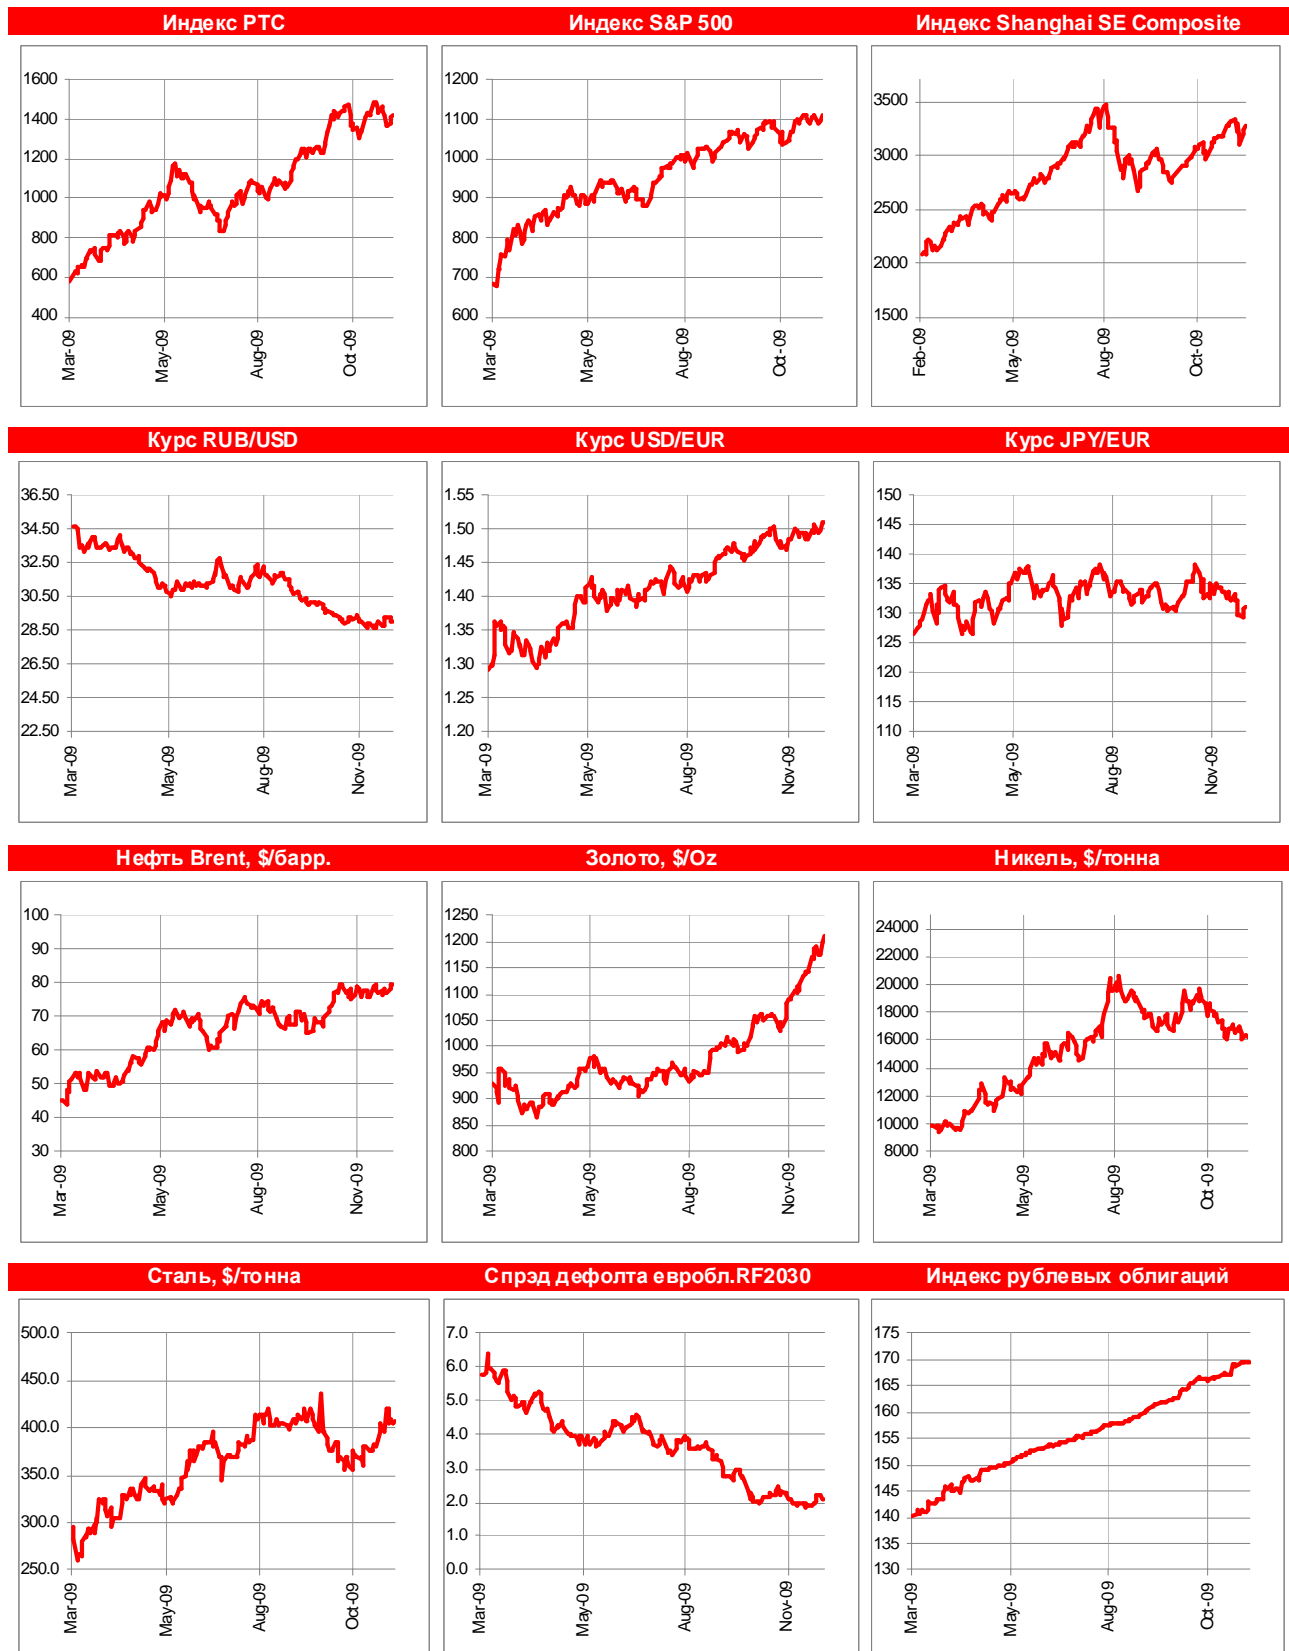 Индекс РТС
1600
1400
1200
1000
800
600
400
Mar-09
May-09
Aug-09
Oct-09
Индекс S&P 500
1200
1100
1000
900
800
700
600
Mar-09
May-09
Aug-09
Oct-09
Индекс Shanghai SE Composite
3500
3000
2500
2000
1500
Feb-09
May-09
Aug-09
Oct-09
Курс RUB/USD
36.50
34.50
32.50
30.50
28.50
26.50
24.50
22.50
Mar-09
May-09
Aug-09
Nov-09
Курс USD/EUR
1.55
1.50
1.45
1.40
1.35
1.30
1.25
1.20
Mar-09
May-09
Aug-09
Nov-09
Курс JPY/EUR
150
145
140
135
130
125
120
115
110
Mar-09
May-09
Aug-09
Nov-09
Нефть Brent, $/барр.
100
90
80
70
60
50
40
30
Mar-09
May-09
Aug-09
Nov-09
Золото, $/Oz
1250
1200
1150
1100
1050
1000
950
900
850
800
Mar-09
May-09
Aug-09
Nov-09
Никель, $/тонна
24000
22000
20000
18000
16000
14000
12000
10000
8000
Mar-09
May-09
Aug-09
Oct-09
Сталь, $/тонна
500.0
450.0
400.0
350.0
300.0
250.0
Mar-09
May-09
Aug-09
Oct-09
Спрэд дефолта евробл.RF2030
7.0
6.0
5.0
4.0
3.0
2.0
1.0
0.0
Mar-09
May-09
Aug-09
Nov-09
Индекс рублевых облигаций
175
170
165
160
155
150
145
140
135
130
Mar-09
May-09
Aug-09
Oct-09